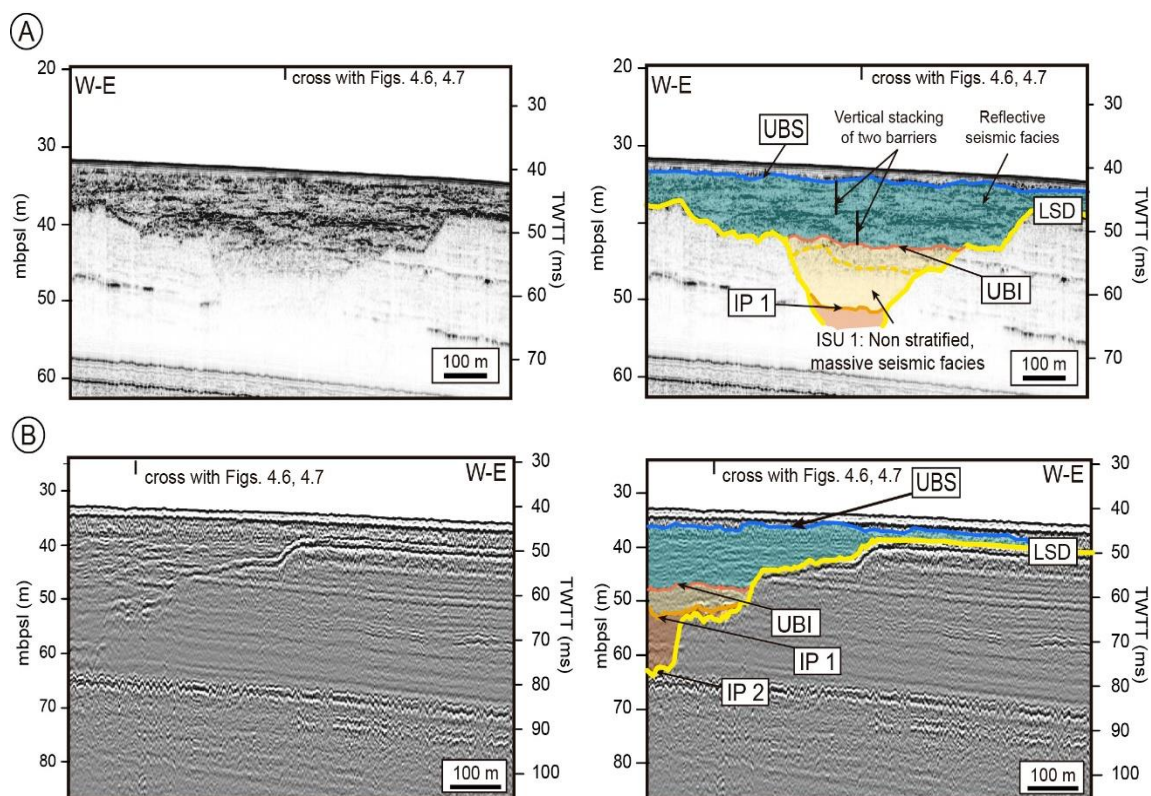 A
20
30
40
50
60
mbpsl (m)
W-E
cross with Figs. 4.6, 4.7
30
40
50
60
70
TWTT (ms)
100 m
20
30
40
50
60
mbpsl (m)
W-E
cross with Figs. 4.6, 4.7
UBS
Vertical stacking
of two barriers
Reflective
seismic facies
LSD
UBI
IP 1
ISU 1: Non stratified,
massive seismic facies
30
40
50
60
70
TWTT (ms)
100 m
B
30
40
50
60
70
80
mbpsl (m)
cross with Figs. 4.6, 4.7
W-E
30
40
50
60
70
80
90
100
TWTT (ms)
100 m
30
40
50
60
70
80
mbpsl (m)
cross with Figs. 4.6, 4.7
W-E
UBS
LSD
UBI
IP 1
IP 2
30
40
50
60
70
80
90
100
TWTT (ms)
100 m